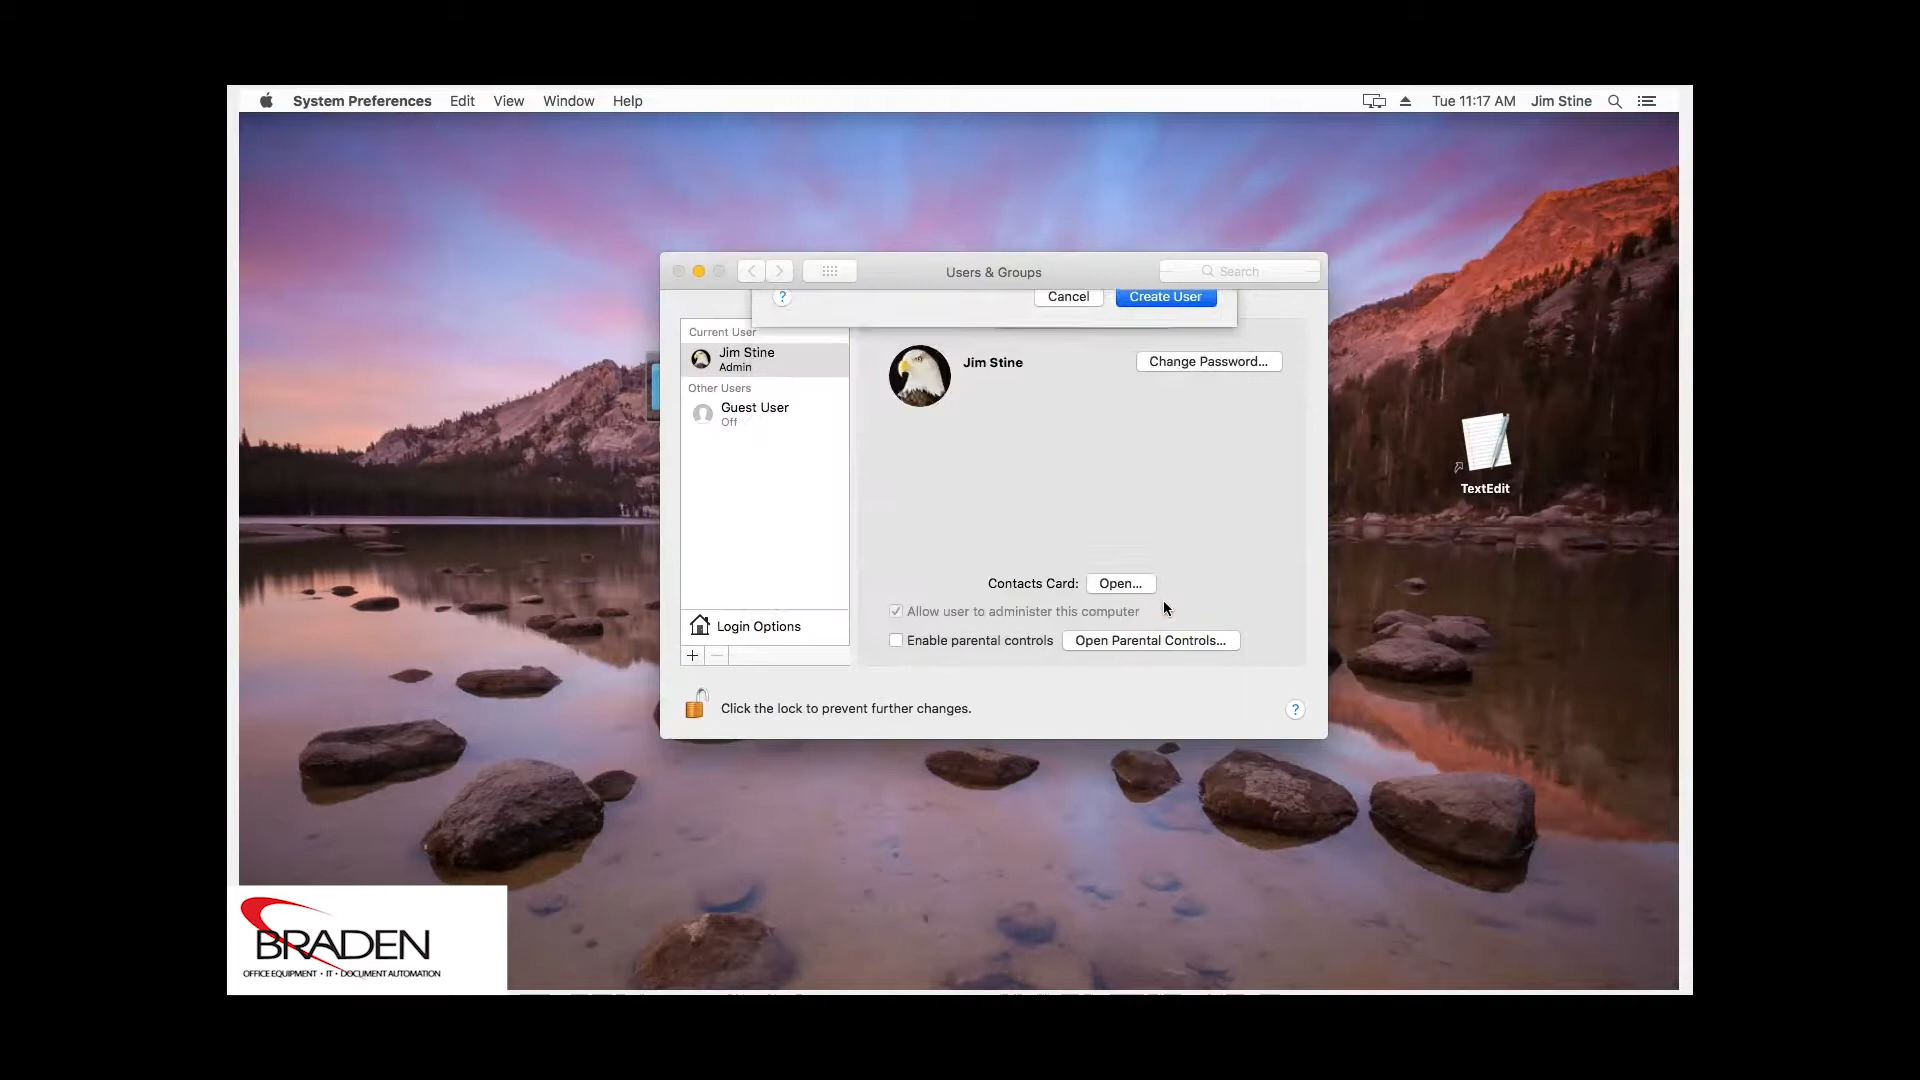 System Preferences Edit View Window Help Tue 11:17 AM Jim Stine
Users & Groups Search
? Cancel Create User
Current User
Jim Stine
Admin
Other Users
Guest User
Off
Login Options
+ −
Jim Stine Change Password...
Contacts Card: Open...
Allow user to administer this computer
Enable parental controls Open Parental Controls...
Click the lock to prevent further changes. ?
TextEdit
BRADEN
OFFICE EQUIPMENT • IT • DOCUMENT AUTOMATION